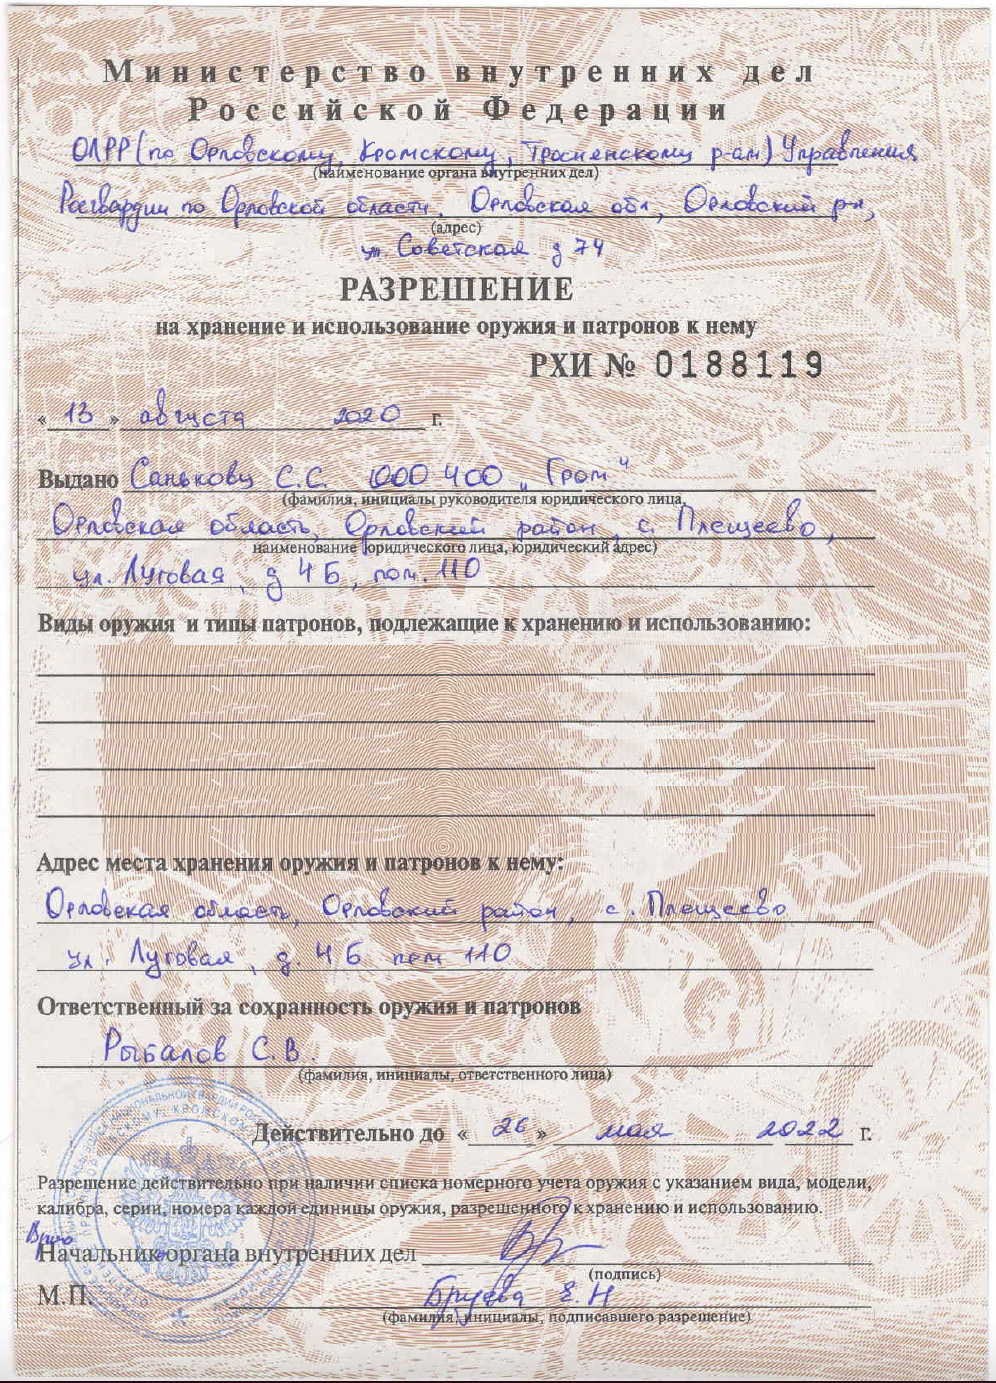 Министерство внутренних дел
Российской Федерации
ОЛРР (по Орловскому, Кромскому, Троснянскому р-ам) Управления
(наименование органа внутренних дел)
Росгвардии по Орловской области, Орловская обл, Орловский р-н,
(адрес)
ул Советская д 74
РАЗРЕШЕНИЕ
на хранение и использование оружия и патронов к нему
РХИ № 0188119
« 13 » августа 2020 г.
Выдано Санькову С.С. ООО ЧОО „Гром“
(фамилия, инициалы руководителя юридического лица,
Орловская область, Орловский район, с. Плещеево,
наименование юридического лица, юридический адрес)
ул. Луговая, д 4 Б, пом. 110
Виды оружия и типы патронов, подлежащие к хранению и использованию:
Адрес места хранения оружия и патронов к нему:
Орловская область, Орловский район, с. Плещеево
ул. Луговая, д. 4 Б пом 110
Ответственный за сохранность оружия и патронов
Рыбалов С.В.
(фамилия, инициалы, ответственного лица)
Действительно до « 26 » мая 2022 г.
Разрешение действительно при наличии списка номерного учета оружия с указанием вида, модели,
калибра, серии, номера каждой единицы оружия, разрешенного к хранению и использованию.
Врио
Начальник органа внутренних дел
(подпись)
М.П.
Е.Н
(фамилия, инициалы, подписавшего разрешение)